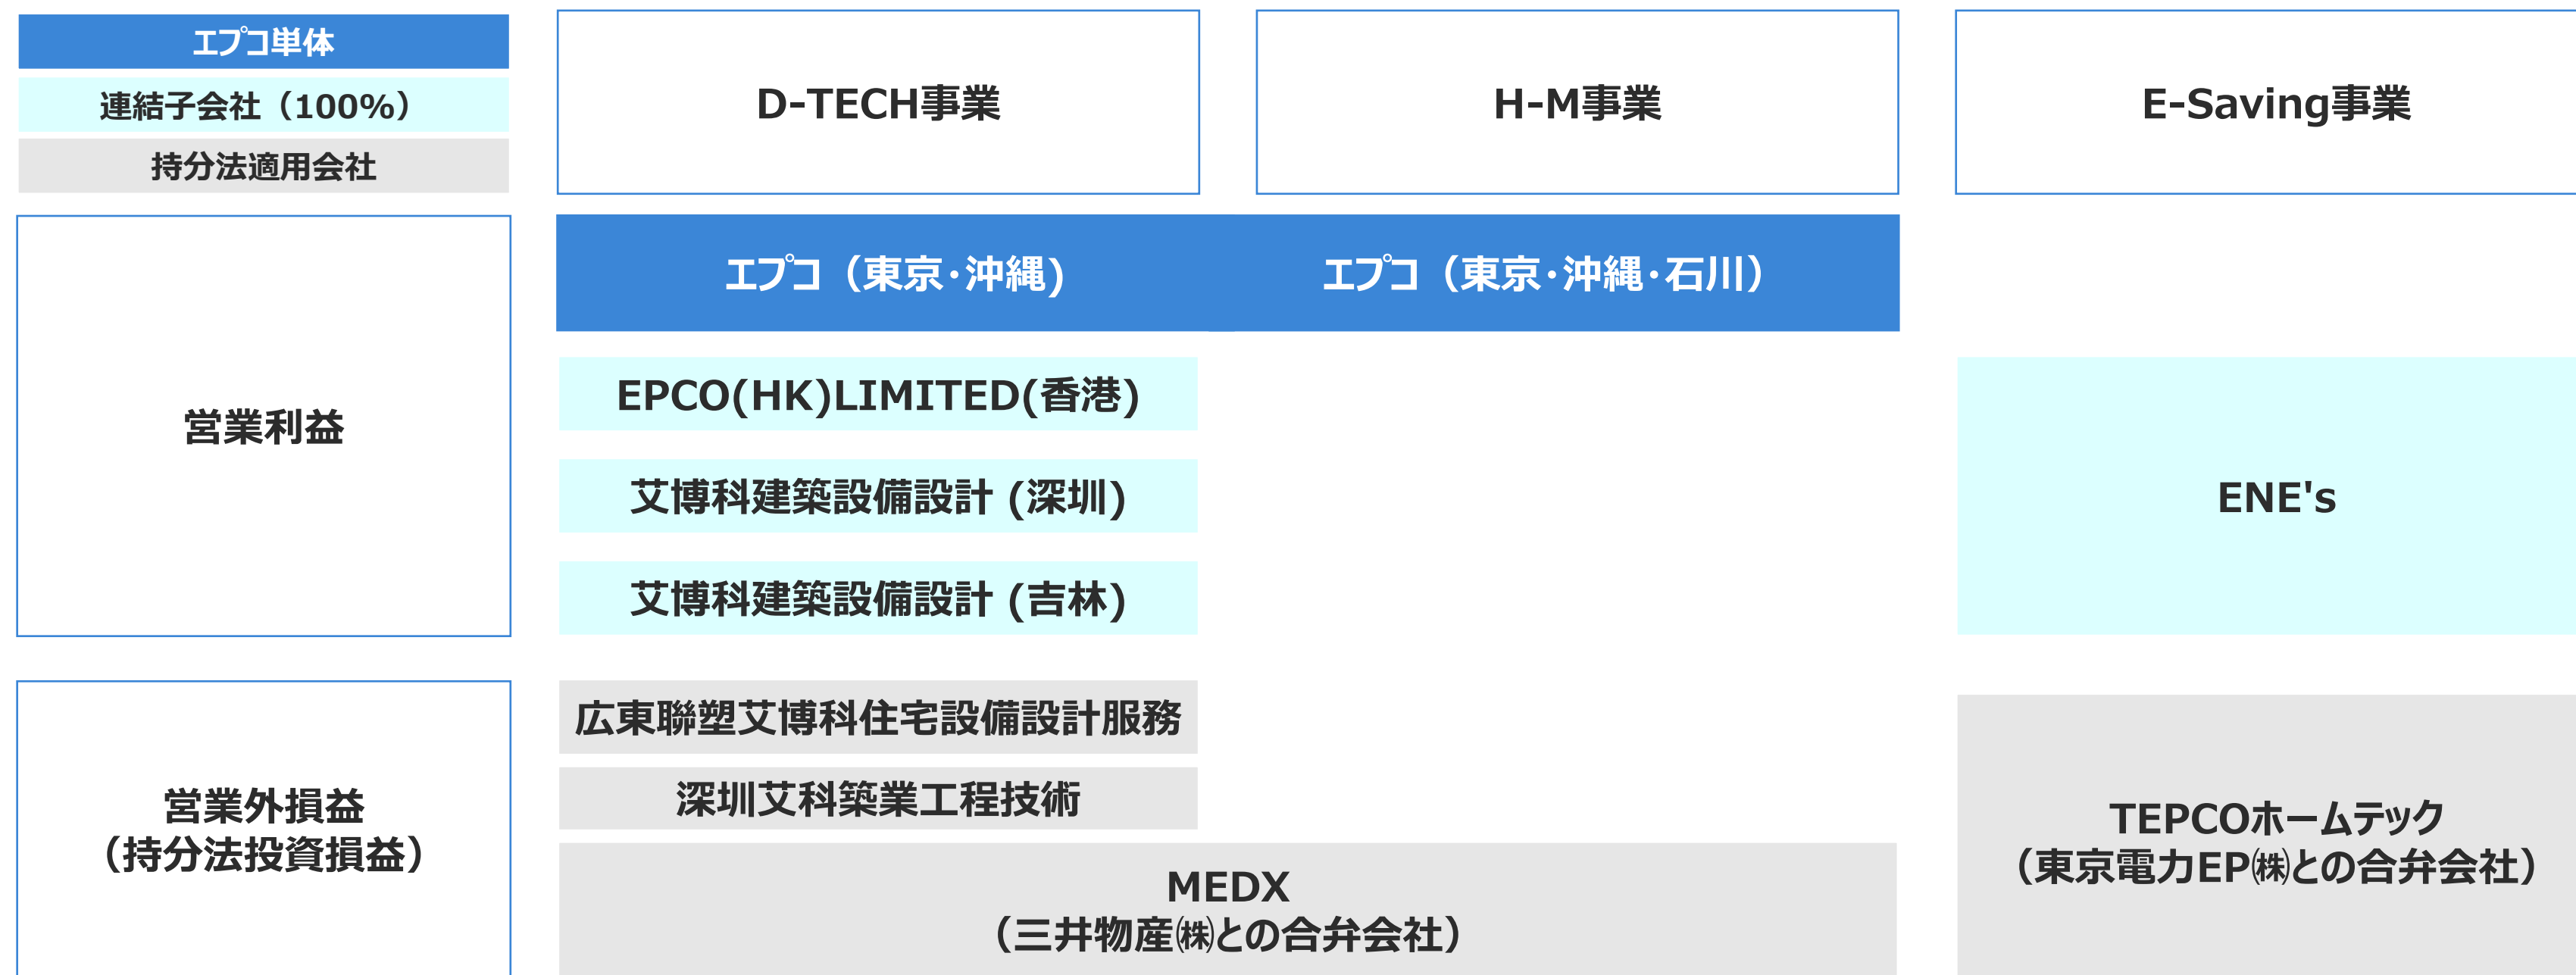 エプコ単体
連結子会社（100%）
持分法適用会社
D-TECH事業
H-M事業
E-Saving事業
営業利益
エプコ（東京・沖縄)
エプコ（東京・沖縄・石川）
EPCO(HK)LIMITED(香港)
艾博科建築設備設計 (深圳)
艾博科建築設備設計 (吉林)
ENE's
営業外損益
（持分法投資損益）
広東聯塑艾博科住宅設備設計服務
深圳艾科築業工程技術
MEDX
（三井物産㈱との合弁会社）
TEPCOホームテック
（東京電力EP㈱との合弁会社）